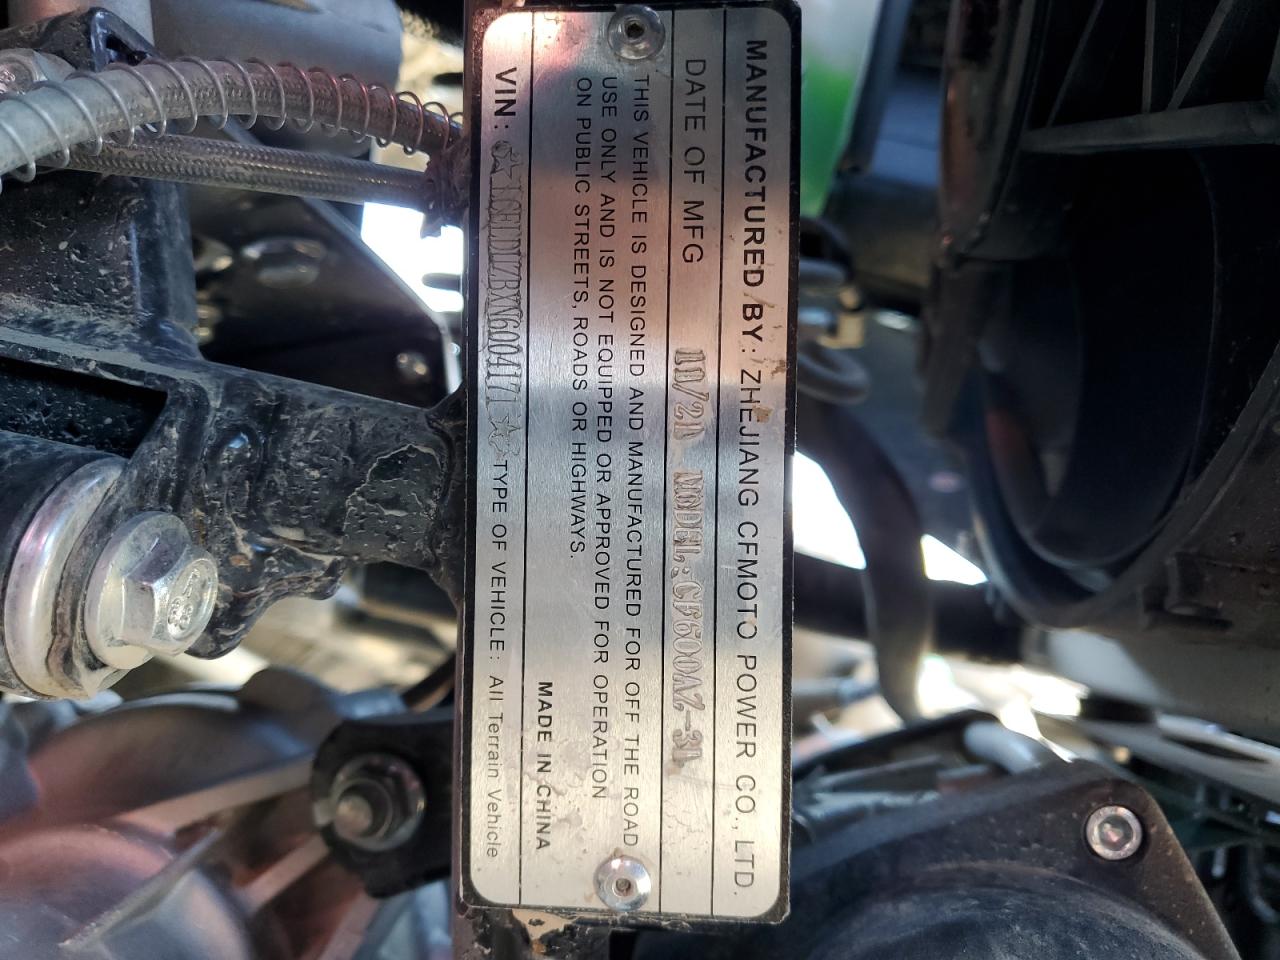 MANUFACTURED BY: ZHEJIANG CFMOTO POWER CO., LTD.
DATE OF MFG MODEL:CF600AZ-3L
THIS VEHICLE IS DESIGNED AND MANUFACTURED FOR OFF THE ROAD
USE ONLY AND IS NOT EQUIPPED OR APPROVED FOR OPERATION
ON PUBLIC STREETS, ROADS OR HIGHWAYS.
MADE IN CHINA
VIN: TYPE OF VEHICLE: All Terrain Vehicle